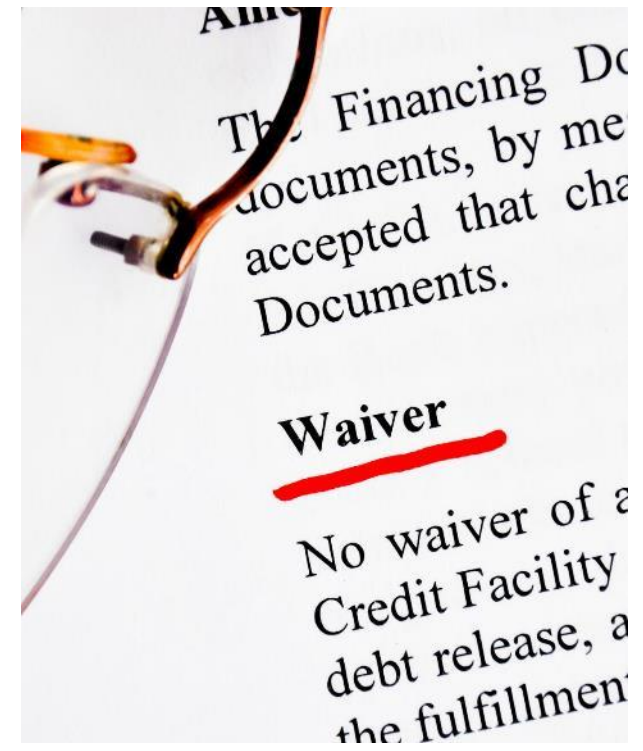 The Financing
documents, by
accepted that
Documents.
Waiver
No waiver of
Credit Facility
debt release,
the fulfillment